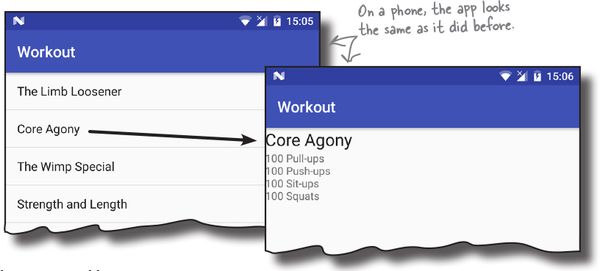 On a phone, the app looks
the same as it did before.
15:05
Workout
The Limb Loosener
Core Agony
The Wimp Special
Strength and Length
15:06
Workout
Core Agony
100 Pull-ups
100 Push-ups
100 Sit-ups
100 Squats